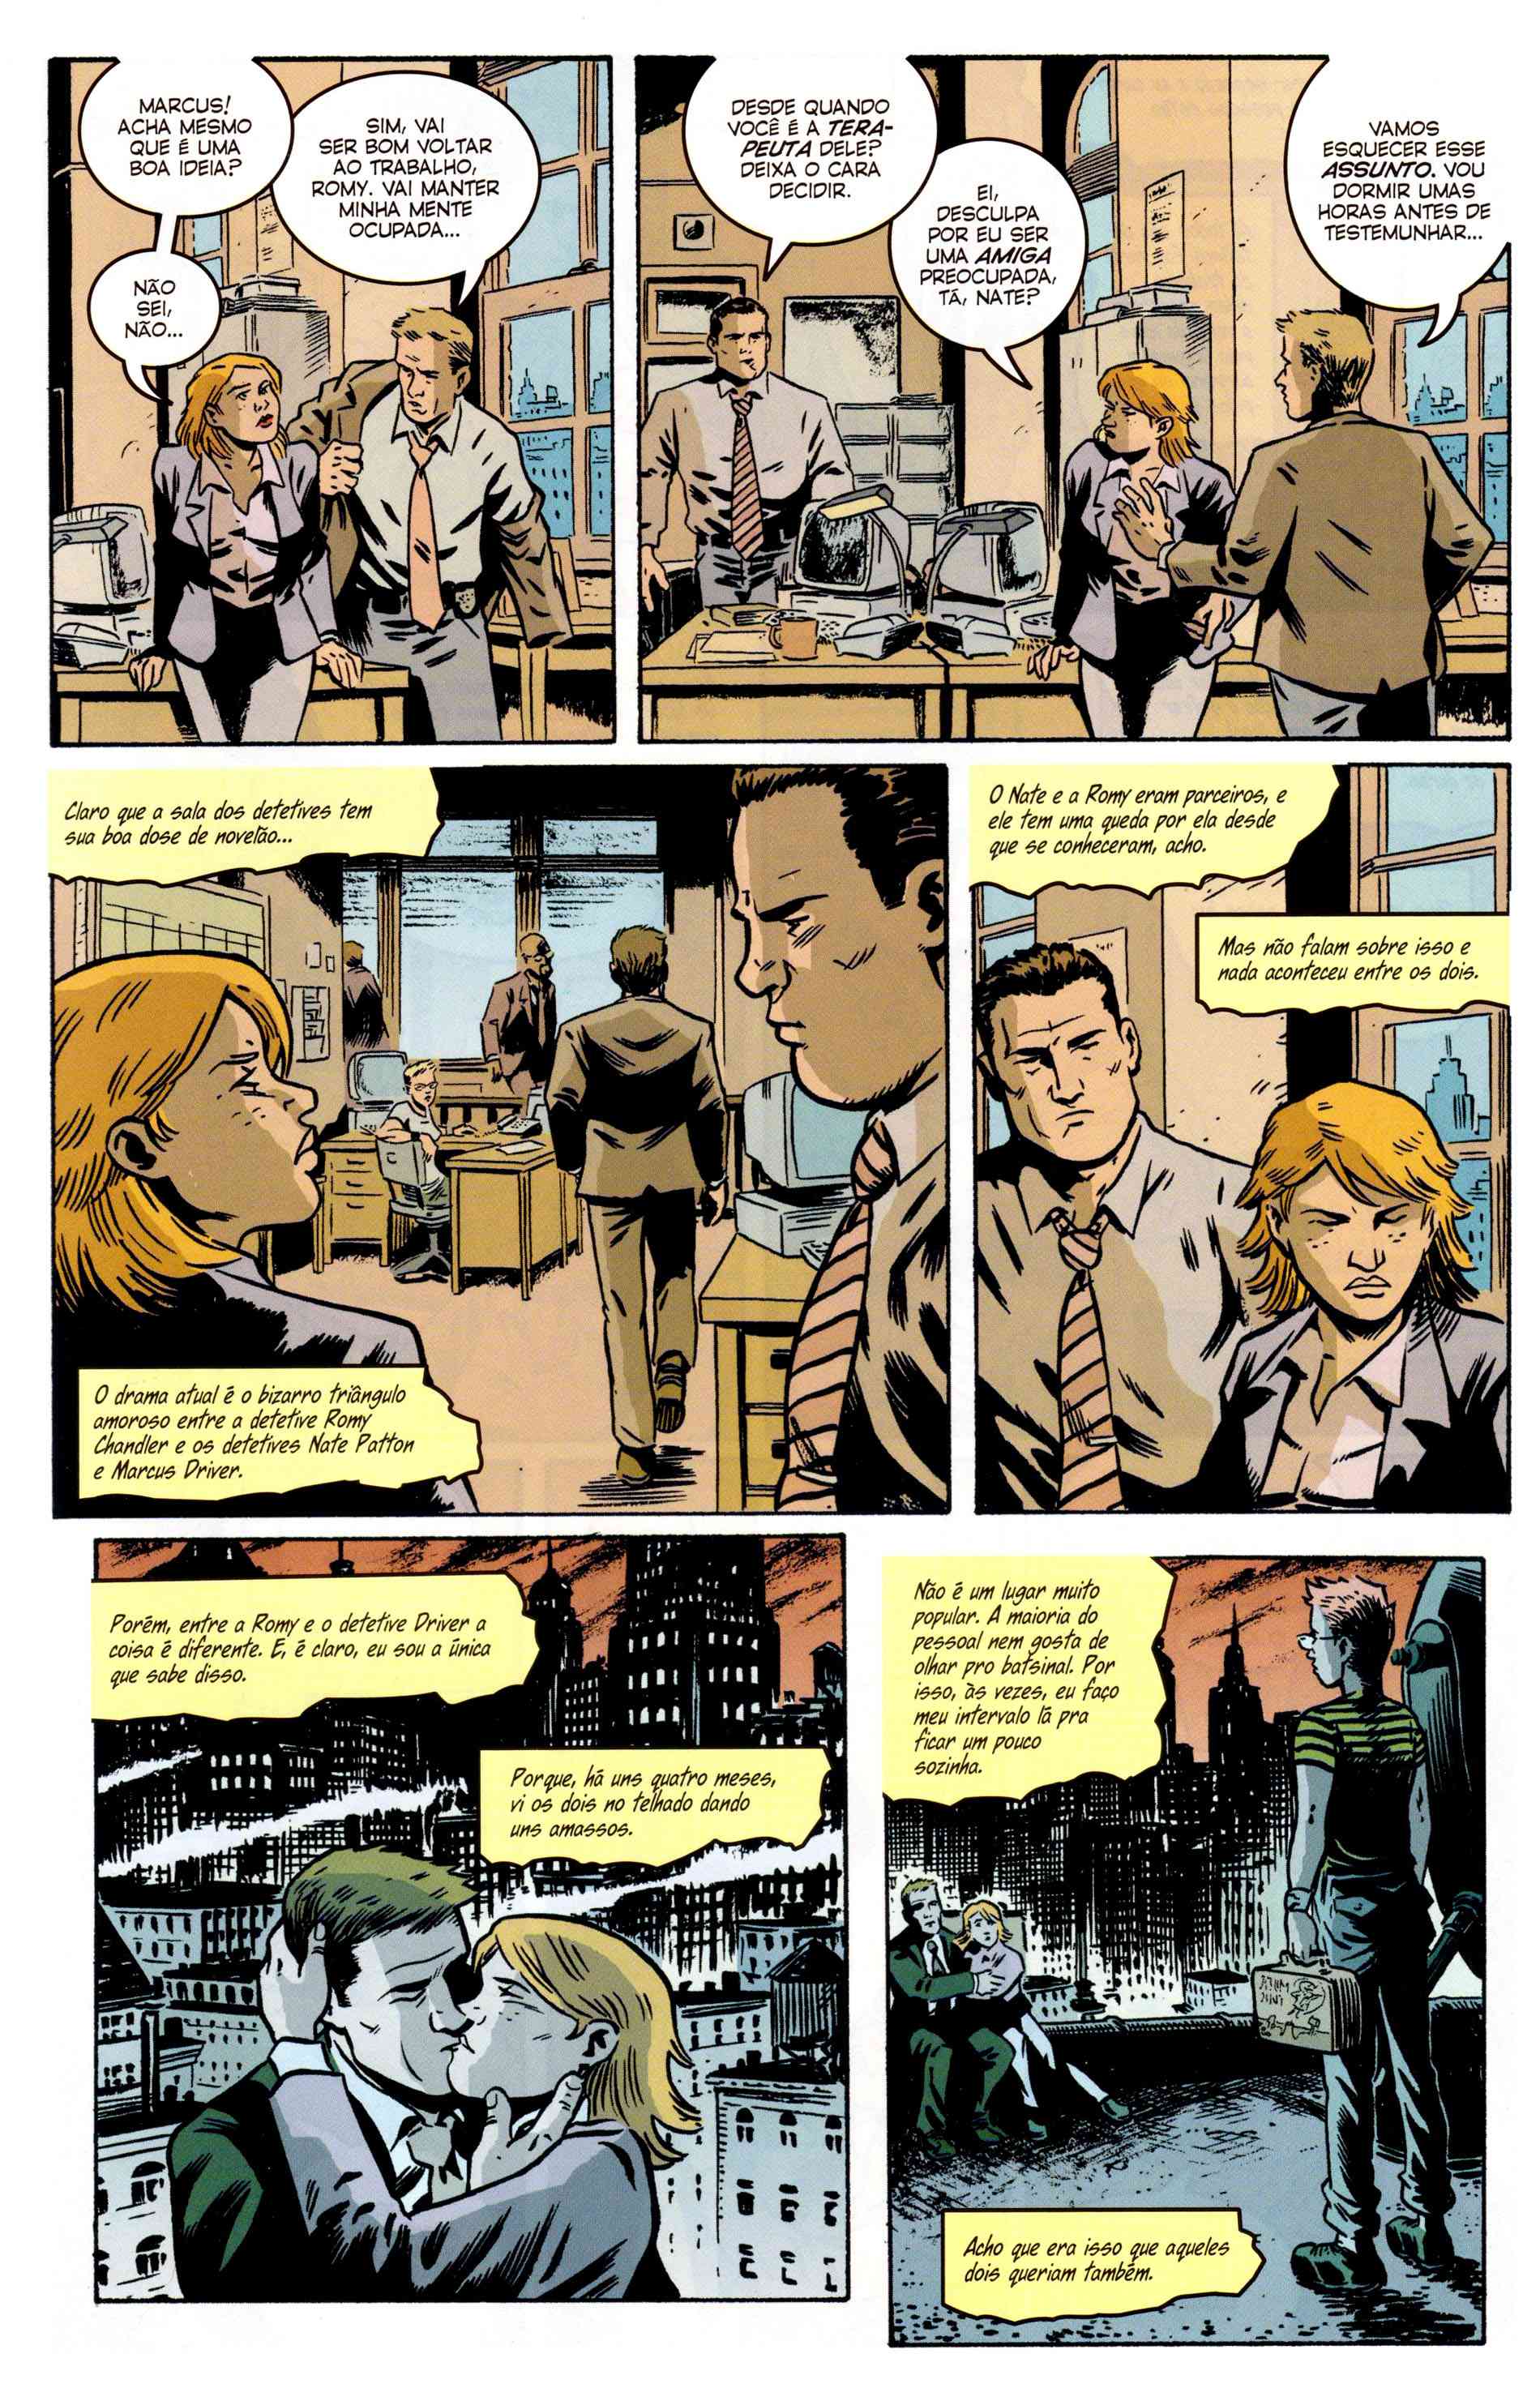 MARCUS!
ACHA MESMO
QUE É UMA
BOA IDEIA?
NÃO
SEI,
NÃO...
SIM, VAI
SER BOM VOLTAR
AO TRABALHO,
ROMY. VAI MANTER
MINHA MENTE
OCUPADA...
DESDE QUANDO
VOCÊ É A TERA-
PEUTA DELE?
DEIXA O CARA
DECIDIR.
EI,
DESCULPA
POR EU SER
UMA AMIGA
PREOCUPADA,
TÁ, NATE?
VAMOS
ESQUECER ESSE
ASSUNTO. VOU
DORMIR UMAS
HORAS ANTES DE
TESTEMUNHAR...
Claro que a sala dos detetives tem
sua boa dose de novelão...
O drama atual é o bizarro triângulo
amoroso entre a detetive Romy
Chandler e os detetives Nate Patton
e Marcus Driver.
O Nate e a Romy eram parceiros, e
ele tem uma queda por ela desde
que se conheceram, acho.
Mas não falam sobre isso e
nada aconteceu entre os dois.
Porém, entre a Romy e o detetive Driver a
coisa é diferente. E, é claro, eu sou a única
que sabe disso.
Porque, há uns quatro meses,
vi os dois no telhado dando
uns amassos.
Não é um lugar muito
popular. A maioria do
pessoal nem gosta de
olhar pro batsinal. Por
isso, às vezes, eu faço
meu intervalo lá pra
ficar um pouco
sozinha.
Acho que era isso que aqueles
dois queriam também.